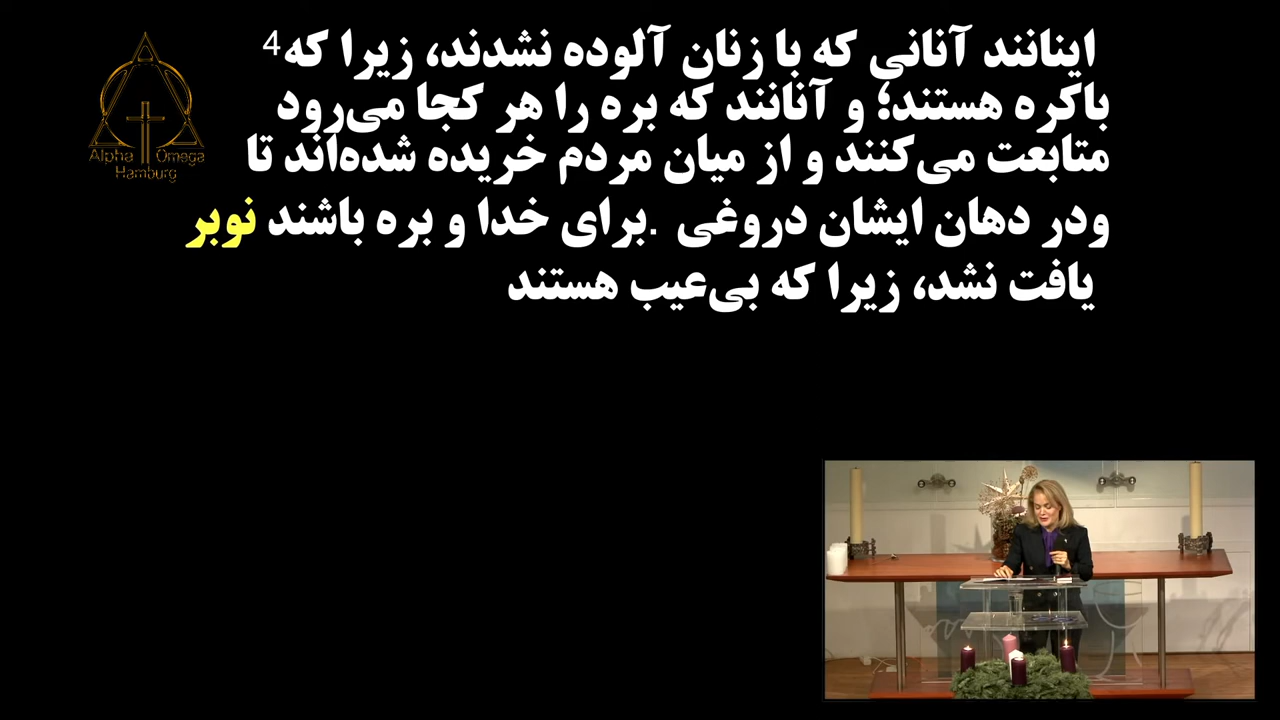 4اینانند آنانی که با زنان آلوده نشدند، زیرا که
باکره هستند؛ و آنانند که بره را هر کجا می‌رود
متابعت می‌کنند و از میان مردم خریده شده‌اند تا
ودر دهان ایشان دروغی .برای خدا و بره باشند نوبر
یافت نشد، زیرا که بی‌عیب هستند
Alpha Omega
Hamburg